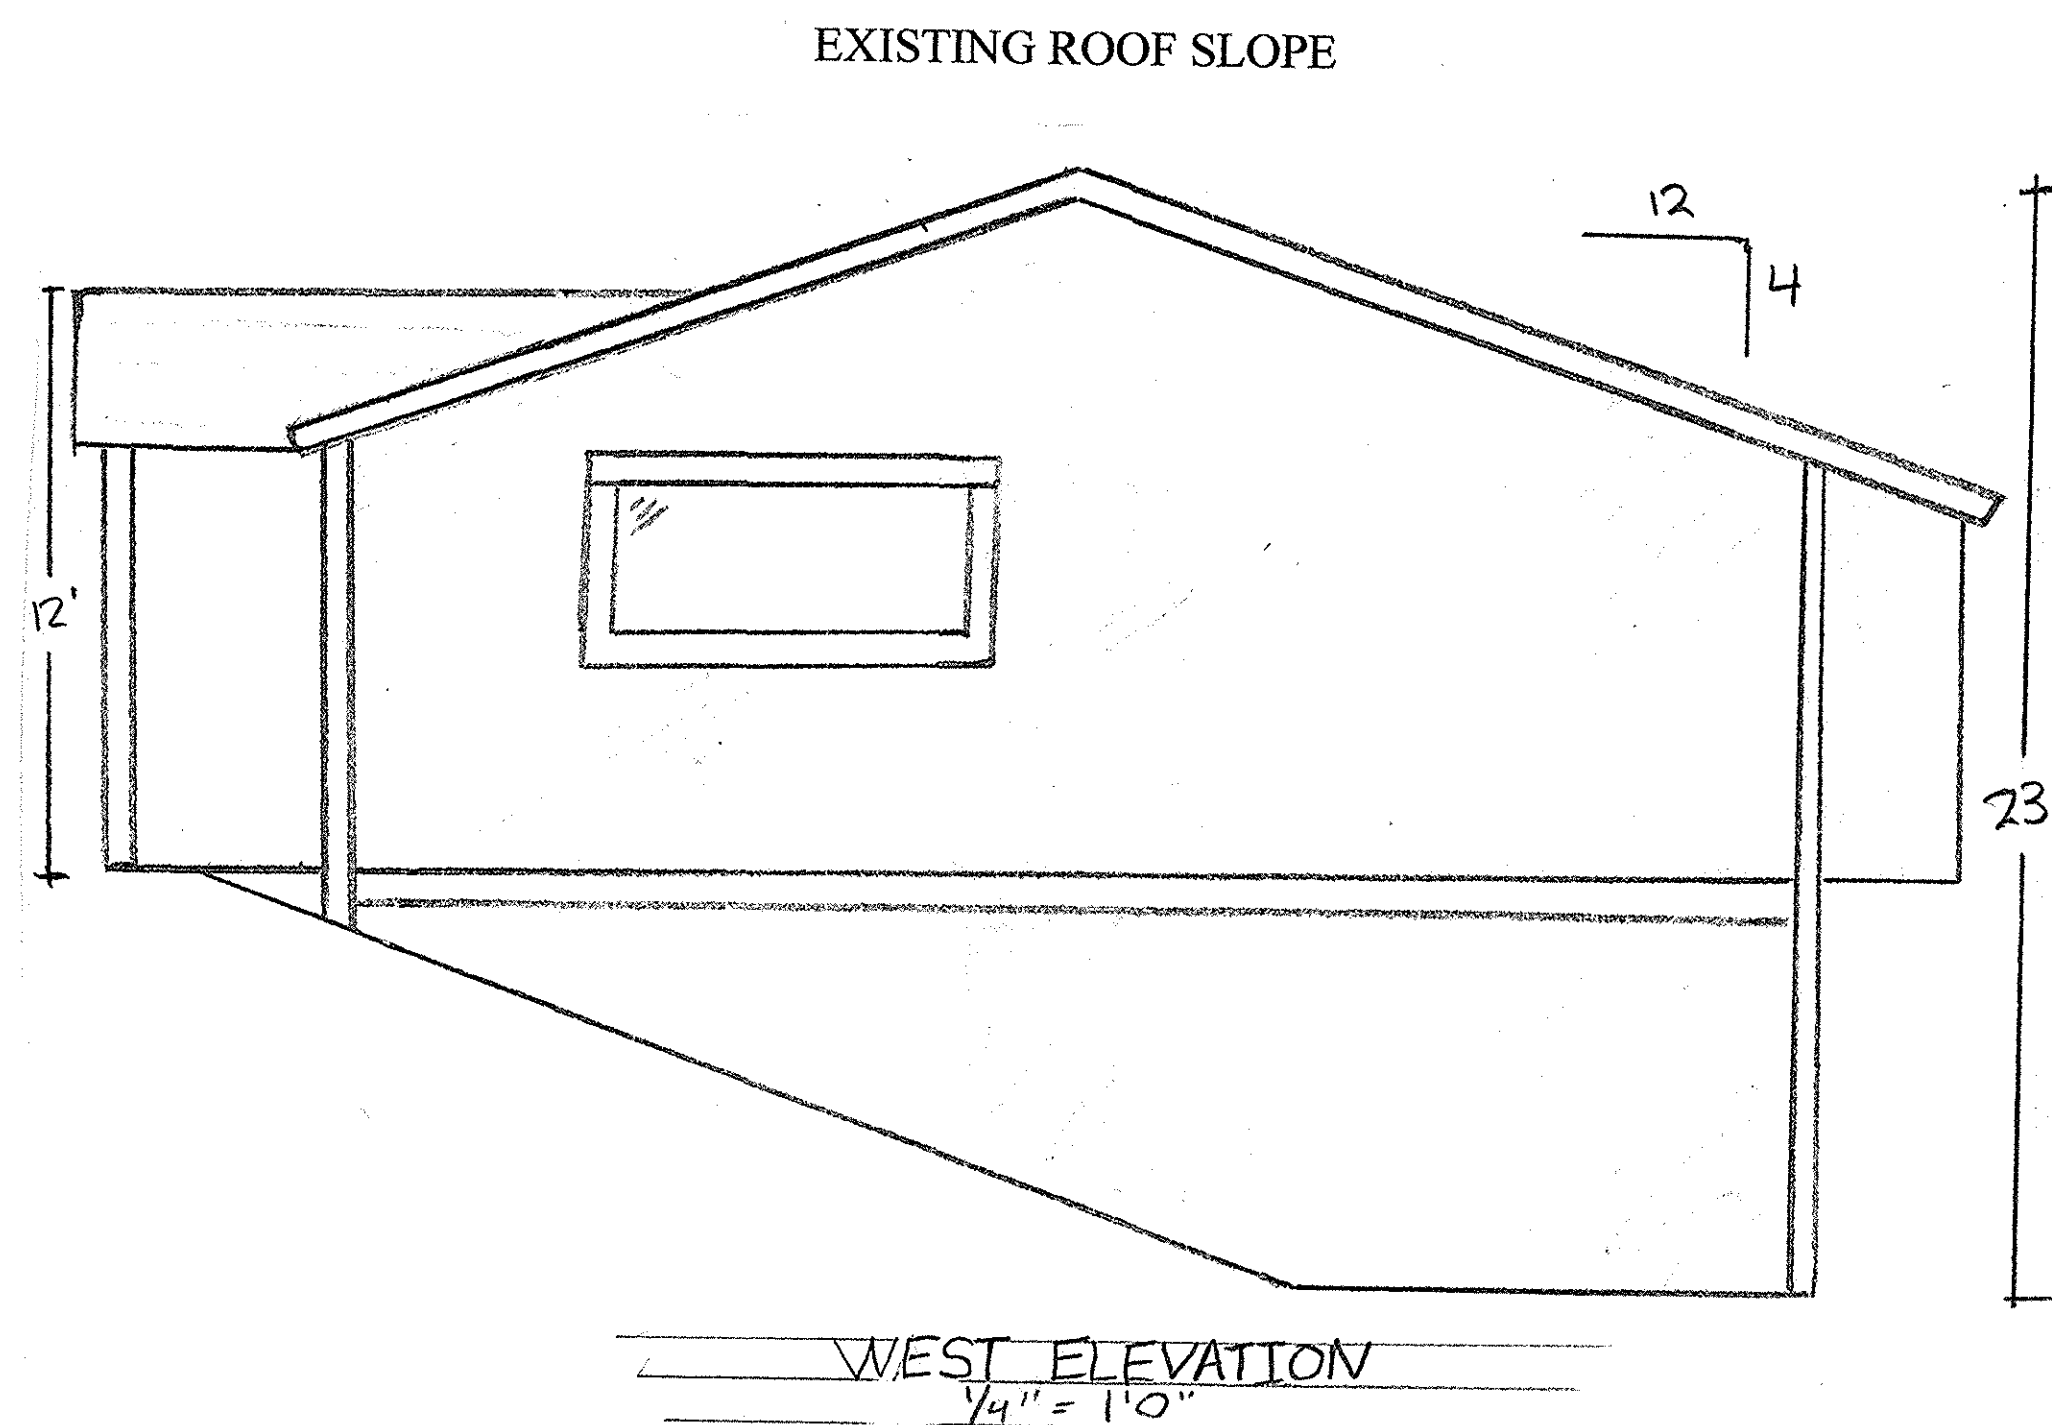 EXISTING ROOF SLOPE
12
4
12'
23
WEST ELEVATION
1/4" = 1'0"